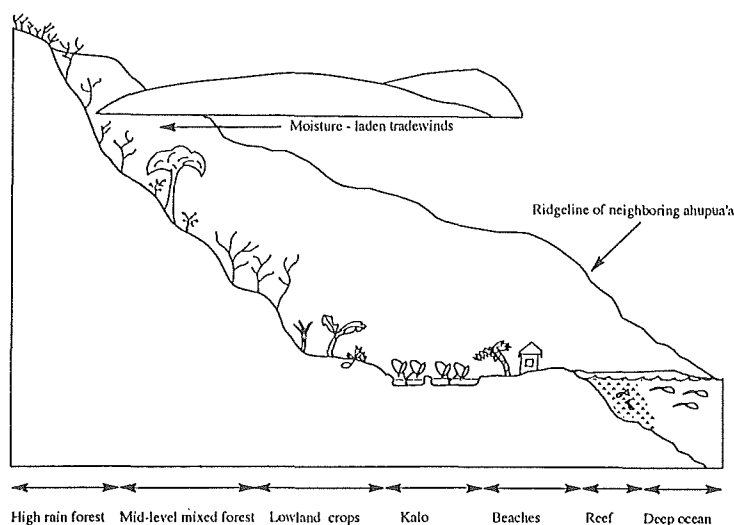 Moisture - laden tradewinds
Ridgeline of neighboring ahupua'a
High rain forest Mid-level mixed forest Lowland crops Kalo Beaches Reef Deep ocean